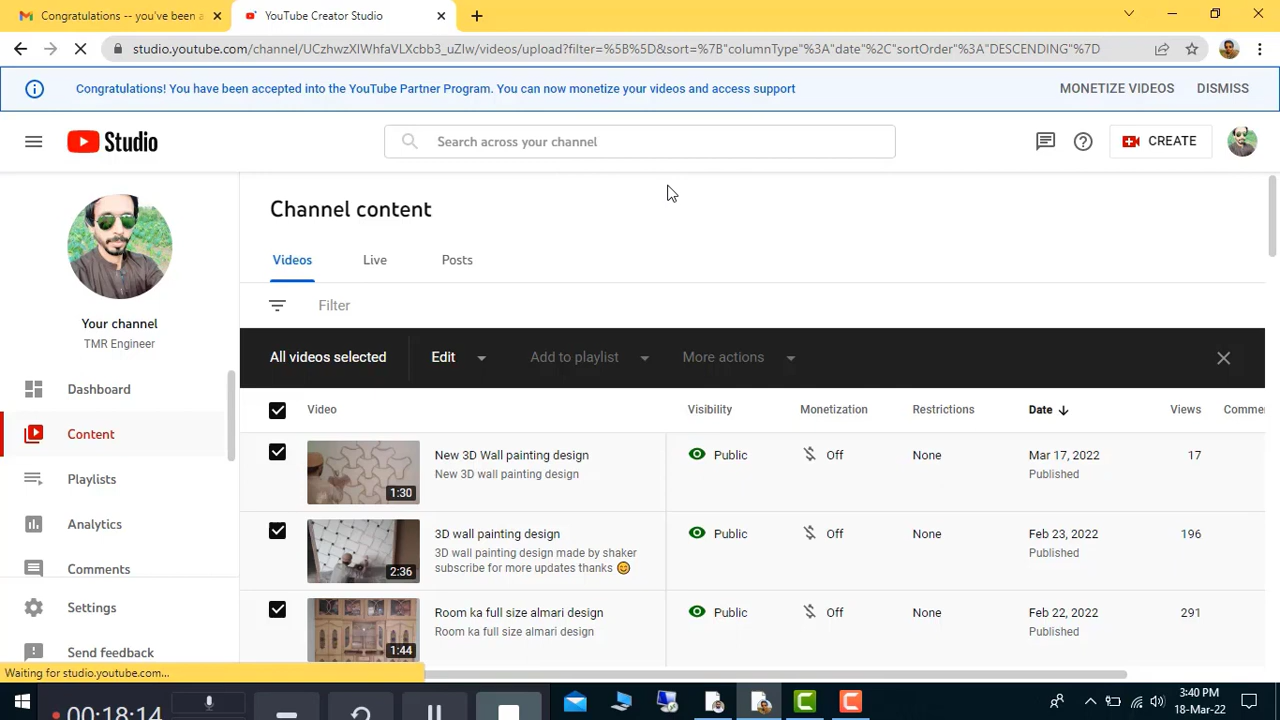 Congratulations -- you've been a
YouTube Creator Studio
studio.youtube.com/channel/UCzhwzXlWhfaVLXcbb3_uZlw/videos/upload?filter=%5B%5D&sort=%7B"columnType"%3A"date"%2C"sortOrder"%3A"DESCENDING"%7D
Congratulations! You have been accepted into the YouTube Partner Program. You can now monetize your videos and access support
MONETIZE VIDEOS
DISMISS
Studio
Search across your channel
CREATE
Your channel
TMR Engineer
Dashboard
Content
Playlists
Analytics
Comments
Settings
Send feedback
Channel content
Videos Live Posts
Filter
All videos selected Edit Add to playlist More actions
Video Visibility Monetization Restrictions Date Views Comme
New 3D Wall painting design Public Off None Mar 17, 2022 17
New 3D wall painting design Published
1:30
3D wall painting design Public Off None Feb 23, 2022 196
3D wall painting design made by shaker Published
subscribe for more updates thanks 😊
2:36
Room ka full size almari design Public Off None Feb 22, 2022 291
Room ka full size almari design Published
1:44
Waiting for studio.youtube.com...
00:18:14
3:40 PM
18-Mar-22